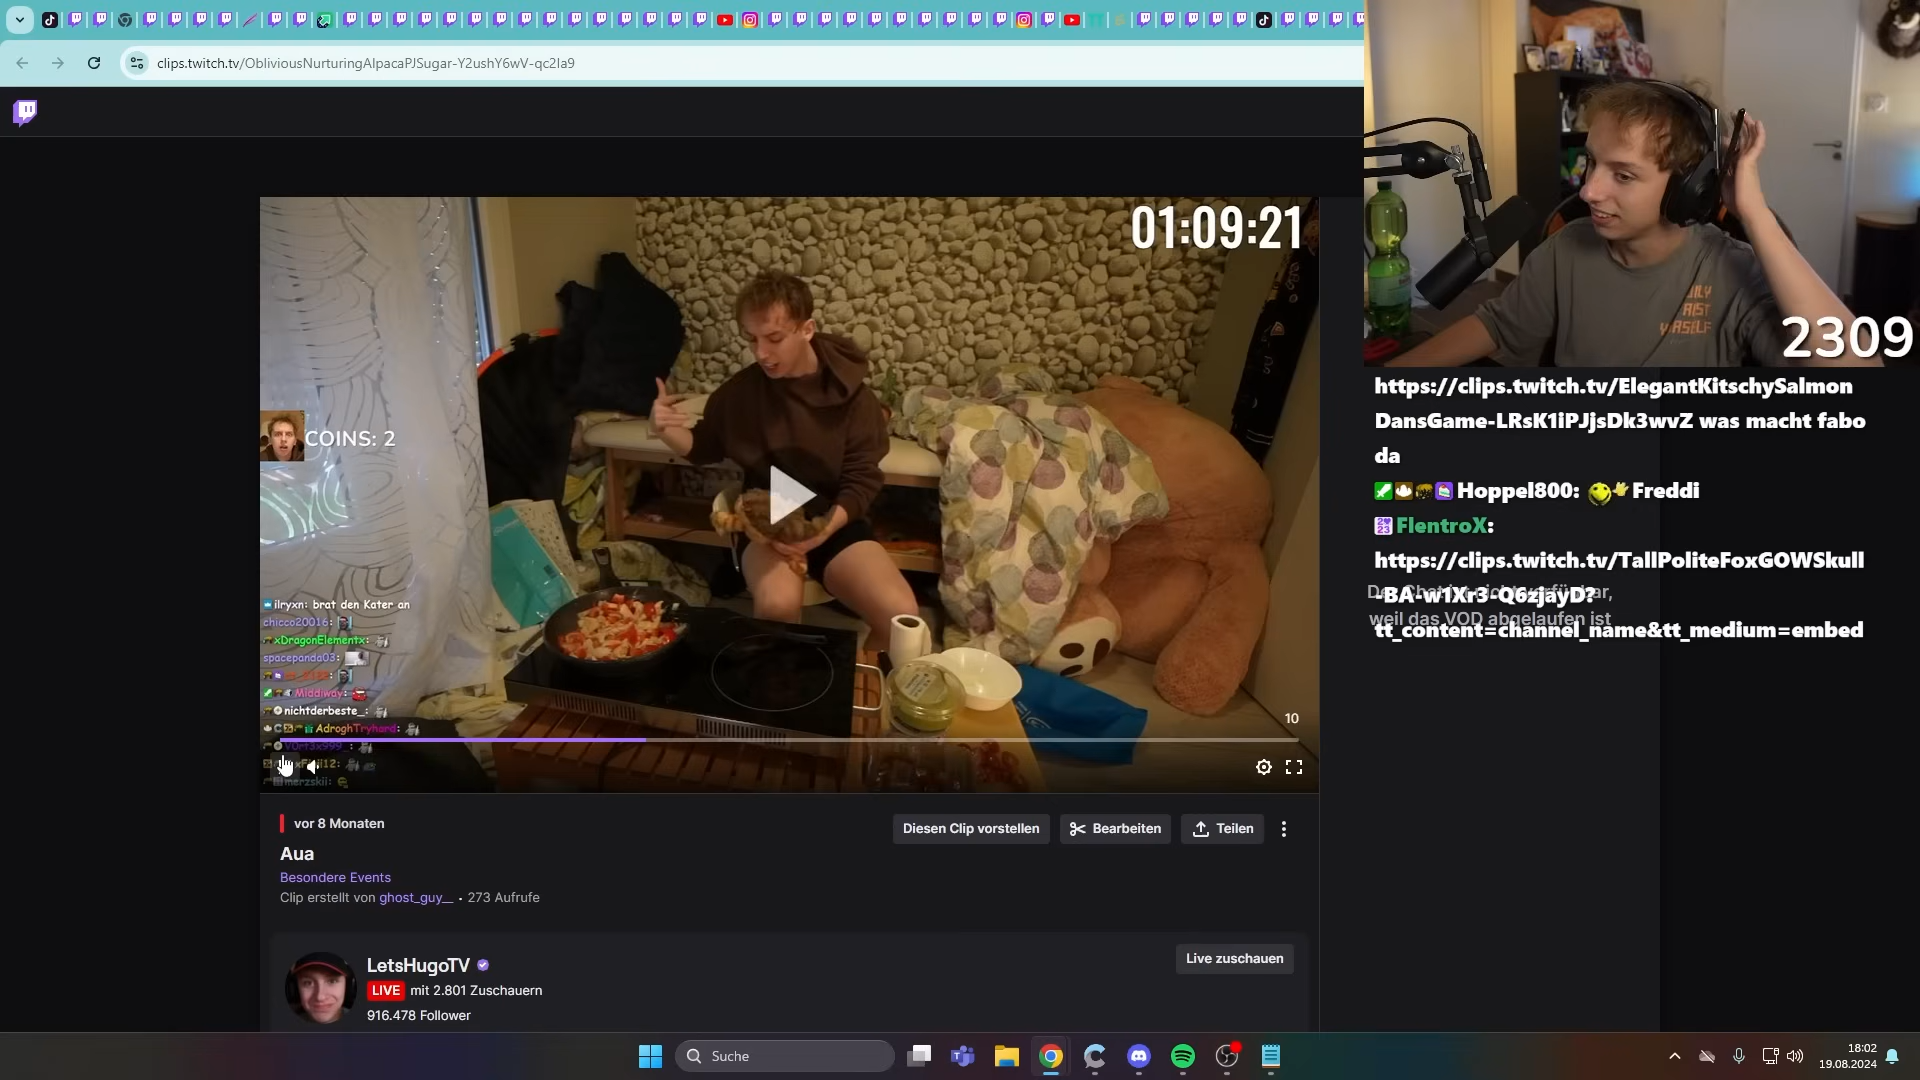 clips.twitch.tv/ObliviousNurturingAlpacaPJSugar-Y2ushY6wV-qc2Ia9
01:09:21
COINS: 2
ilryxn: brat den Kater an
chicco20016:
xDragonElementx:
spacepanda03:
Middiway:
nichtderbeste_:
AdroghTryhard:
merzskii:
10
2309
https://clips.twitch.tv/ElegantKitschySalmon
DansGame-LRsK1iPJjsDk3wvZ was macht fabo
da
Hoppel800: Freddi
FlentroX:
https://clips.twitch.tv/TallPoliteFoxGOWSkull
-BA-w1Xr3-Q6zjayD?
weil das VOD abgelaufen ist
tt_content=channel_name&tt_medium=embed
vor 8 Monaten
Diesen Clip vorstellen
Bearbeiten
Teilen
Aua
Besondere Events
Clip erstellt von ghost_guy__ • 273 Aufrufe
LetsHugoTV
Live zuschauen
LIVE mit 2.801 Zuschauern
916.478 Follower
Suche
18:02
19.08.2024